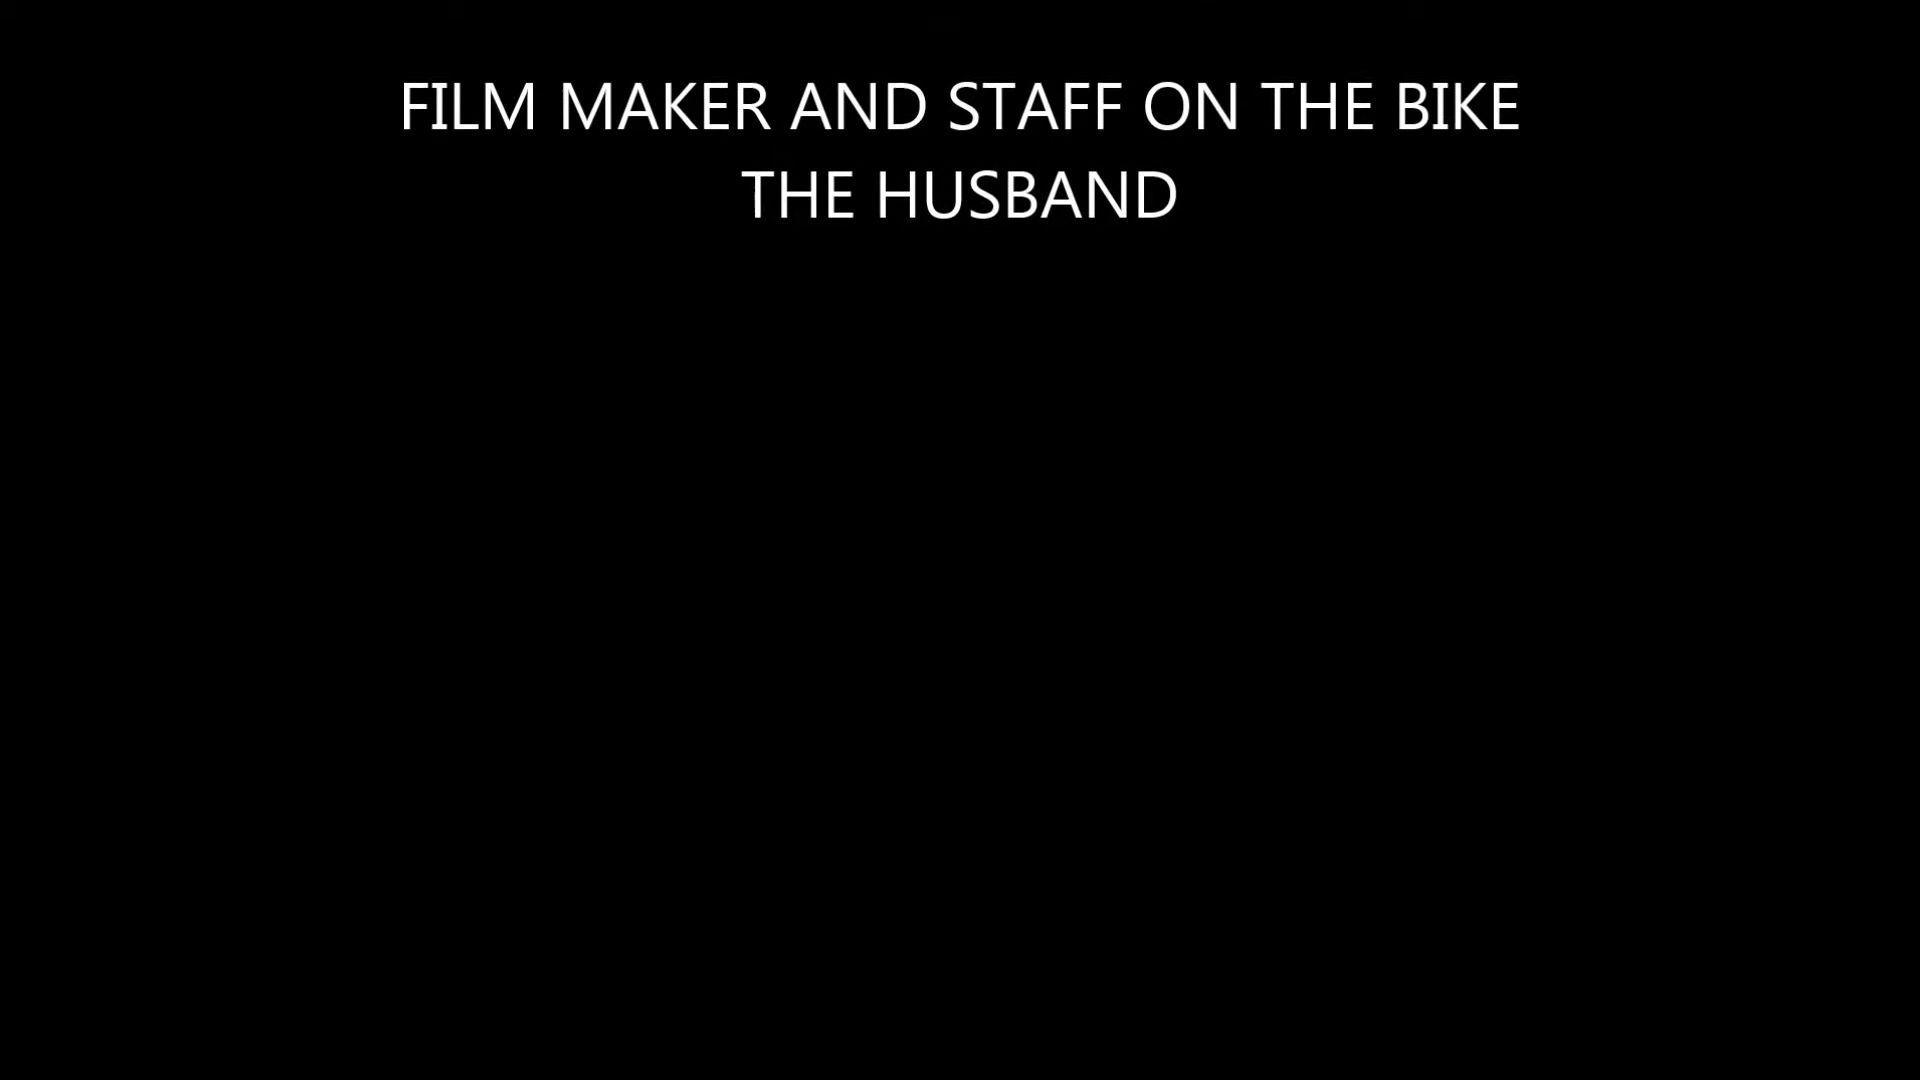 FILM MAKER AND STAFF ON THE BIKE
THE HUSBAND